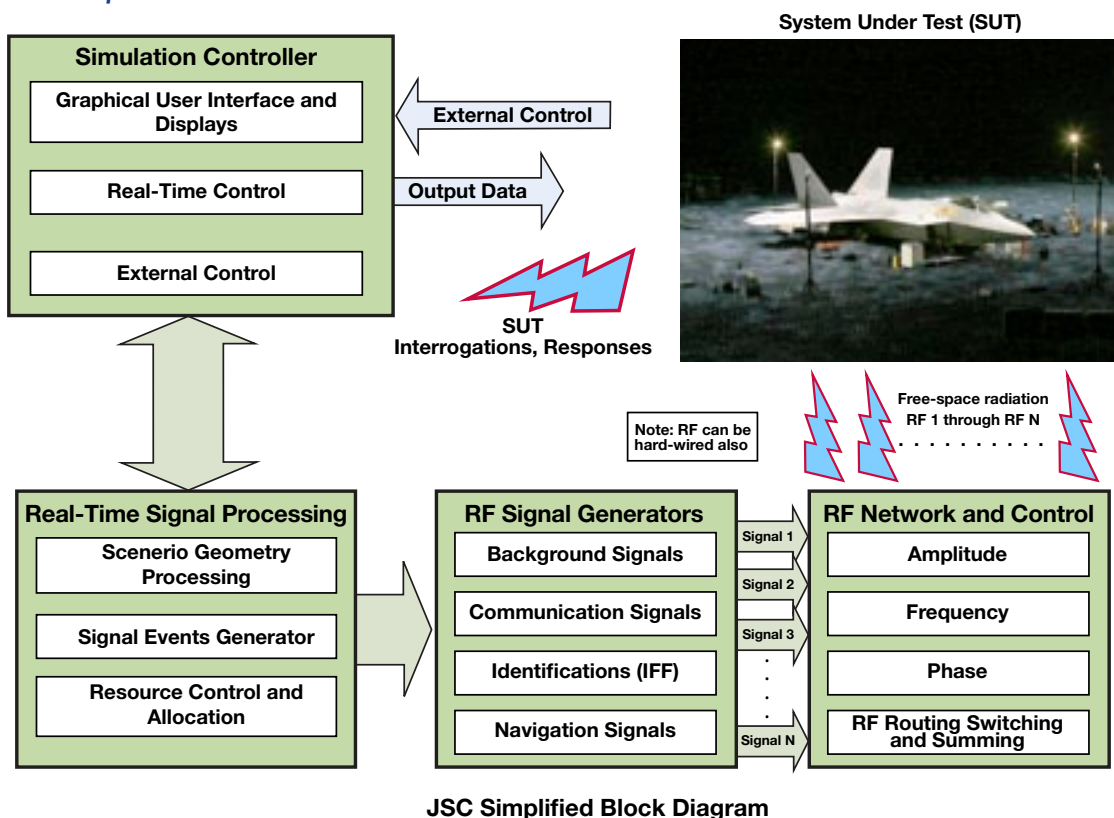 System Under Test (SUT)
Simulation Controller
Graphical User Interface and
Displays
Real-Time Control
External Control
External Control
Output Data
SUT
Interrogations, Responses
Free-space radiation
RF 1 through RF N
. . . . . . . . . .
Note: RF can be
hard-wired also
Real-Time Signal Processing
Scenerio Geometry
Processing
Signal Events Generator
Resource Control and
Allocation
RF Signal Generators
Background Signals
Communication Signals
Identifications (IFF)
Navigation Signals
Signal 1
Signal 2
Signal 3
Signal N
RF Network and Control
Amplitude
Frequency
Phase
RF Routing Switching
and Summing
JSC Simplified Block Diagram